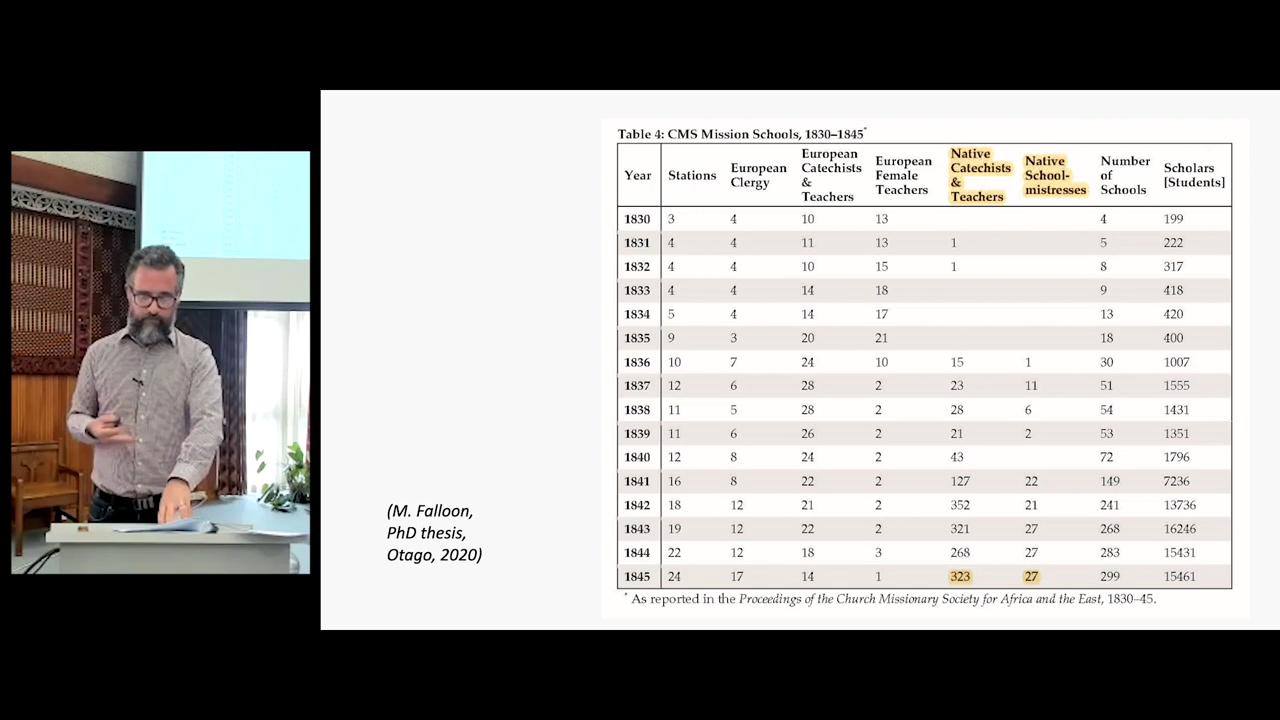 Table 4: CMS Mission Schools, 1830–1845*
Year Stations European Clergy European Catechists & Teachers European Female Teachers Native Catechists & Teachers Native School-mistresses Number of Schools Scholars [Students]
1830 3 4 10 13 4 199
1831 4 4 11 13 1 5 222
1832 4 4 10 15 1 8 317
1833 4 4 14 18 9 418
1834 5 4 14 17 13 420
1835 9 3 20 21 18 400
1836 10 7 24 10 15 1 30 1007
1837 12 6 28 2 23 11 51 1555
1838 11 5 28 2 28 6 54 1431
1839 11 6 26 2 21 2 53 1351
1840 12 8 24 2 43 72 1796
1841 16 8 22 2 127 22 149 7236
1842 18 12 21 2 352 21 241 13736
1843 19 12 22 2 321 27 268 16246
1844 22 12 18 3 268 27 283 15431
1845 24 17 14 1 323 27 299 15461
* As reported in the Proceedings of the Church Missionary Society for Africa and the East, 1830–45.
(M. Falloon,
PhD thesis,
Otago, 2020)